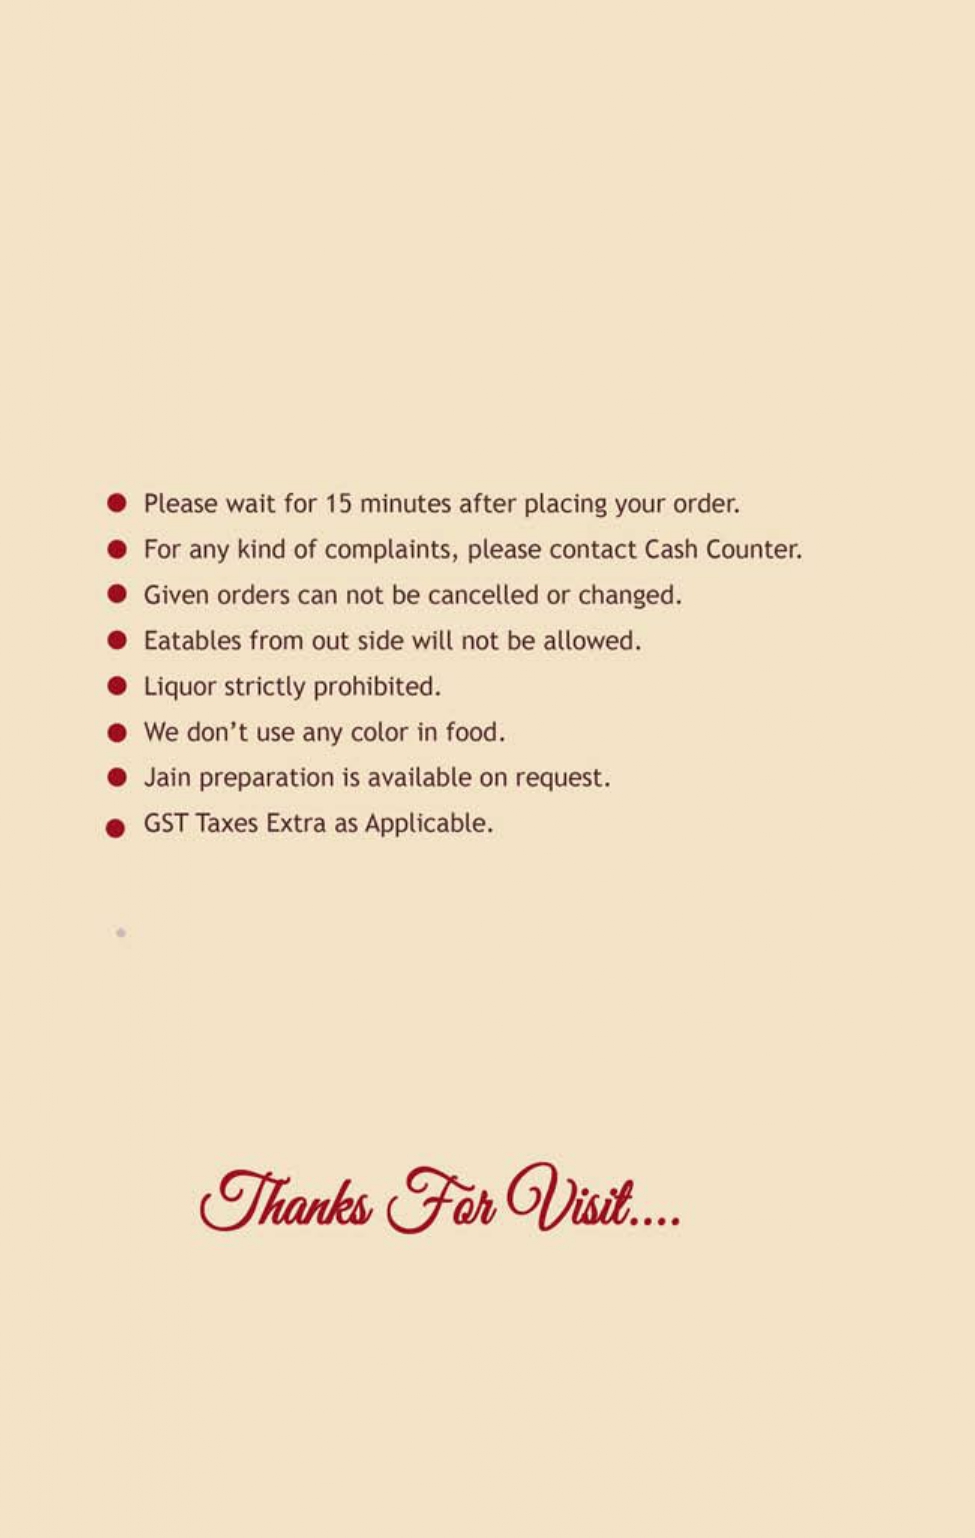 Please wait for 15 minutes after placing your order.
For any kind of complaints, please contact Cash Counter.
Given orders can not be cancelled or changed.
Eatables from out side will not be allowed.
Liquor strictly prohibited.
We don’t use any color in food.
Jain preparation is available on request.
GST Taxes Extra as Applicable.
Thanks For Visit....